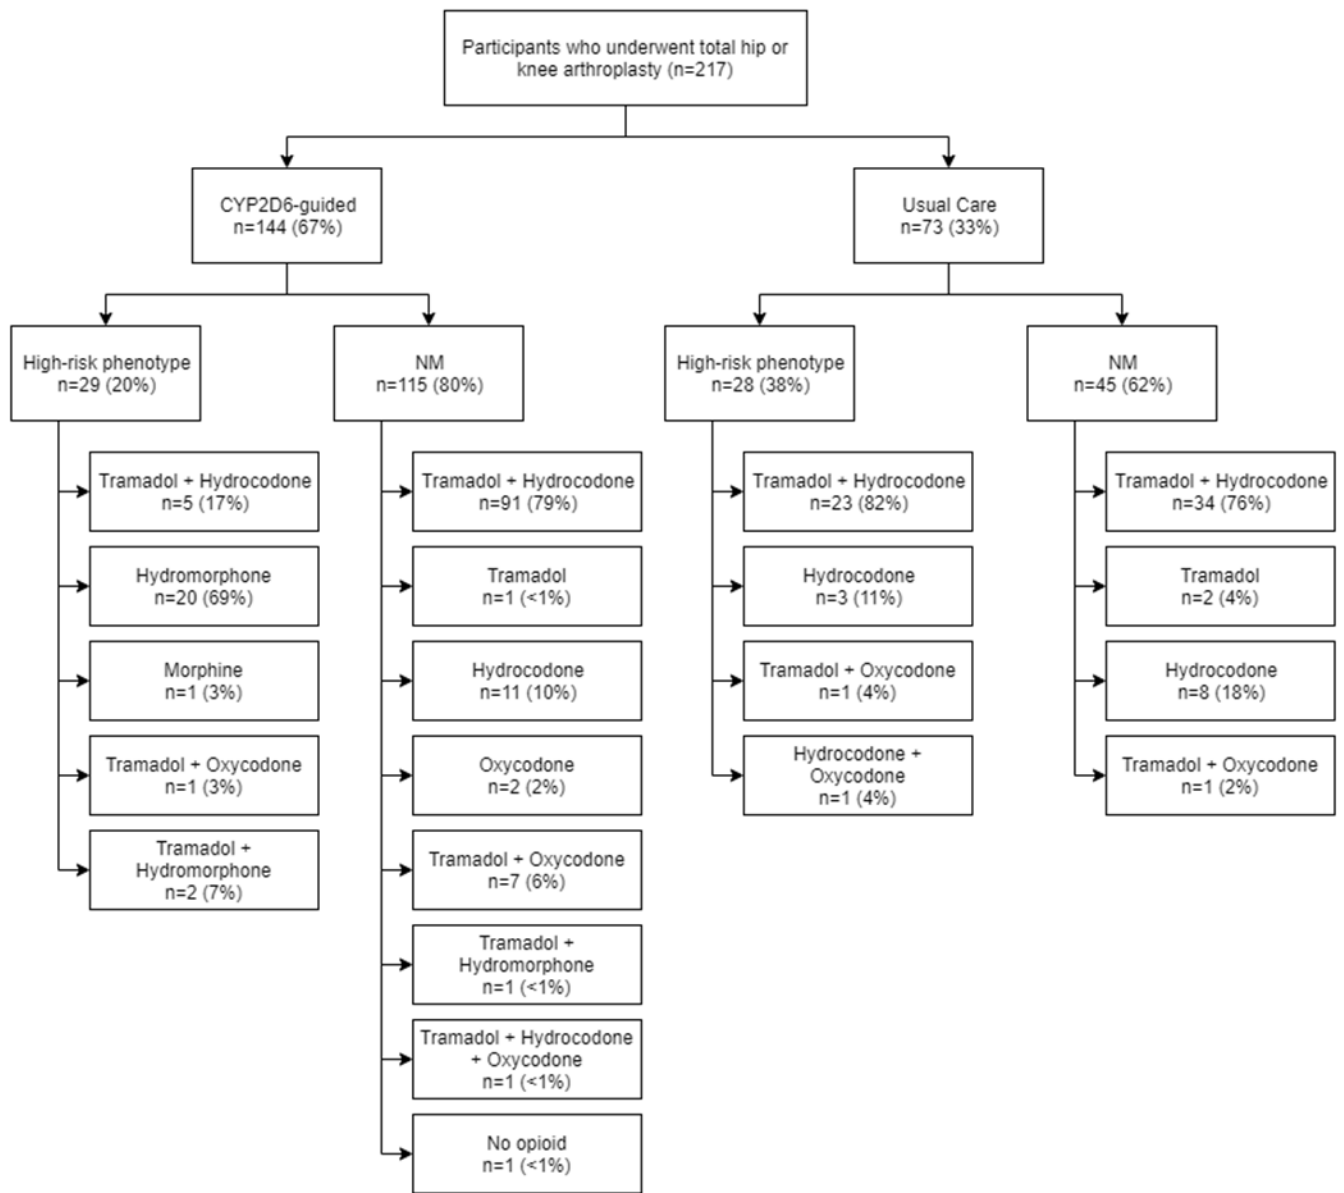 Participants who underwent total hip or
knee arthroplasty (n=217)
CYP2D6-guided
n=144 (67%)
Usual Care
n=73 (33%)
High-risk phenotype
n=29 (20%)
NM
n=115 (80%)
High-risk phenotype
n=28 (38%)
NM
n=45 (62%)
Tramadol + Hydrocodone
n=5 (17%)
Hydromorphone
n=20 (69%)
Morphine
n=1 (3%)
Tramadol + Oxycodone
n=1 (3%)
Tramadol +
Hydromorphone
n=2 (7%)
Tramadol + Hydrocodone
n=91 (79%)
Tramadol
n=1 (<1%)
Hydrocodone
n=11 (10%)
Oxycodone
n=2 (2%)
Tramadol + Oxycodone
n=7 (6%)
Tramadol +
Hydromorphone
n=1 (<1%)
Tramadol + Hydrocodone
+ Oxycodone
n=1 (<1%)
No opioid
n=1 (<1%)
Tramadol + Hydrocodone
n=23 (82%)
Hydrocodone
n=3 (11%)
Tramadol + Oxycodone
n=1 (4%)
Hydrocodone +
Oxycodone
n=1 (4%)
Tramadol + Hydrocodone
n=34 (76%)
Tramadol
n=2 (4%)
Hydrocodone
n=8 (18%)
Tramadol + Oxycodone
n=1 (2%)